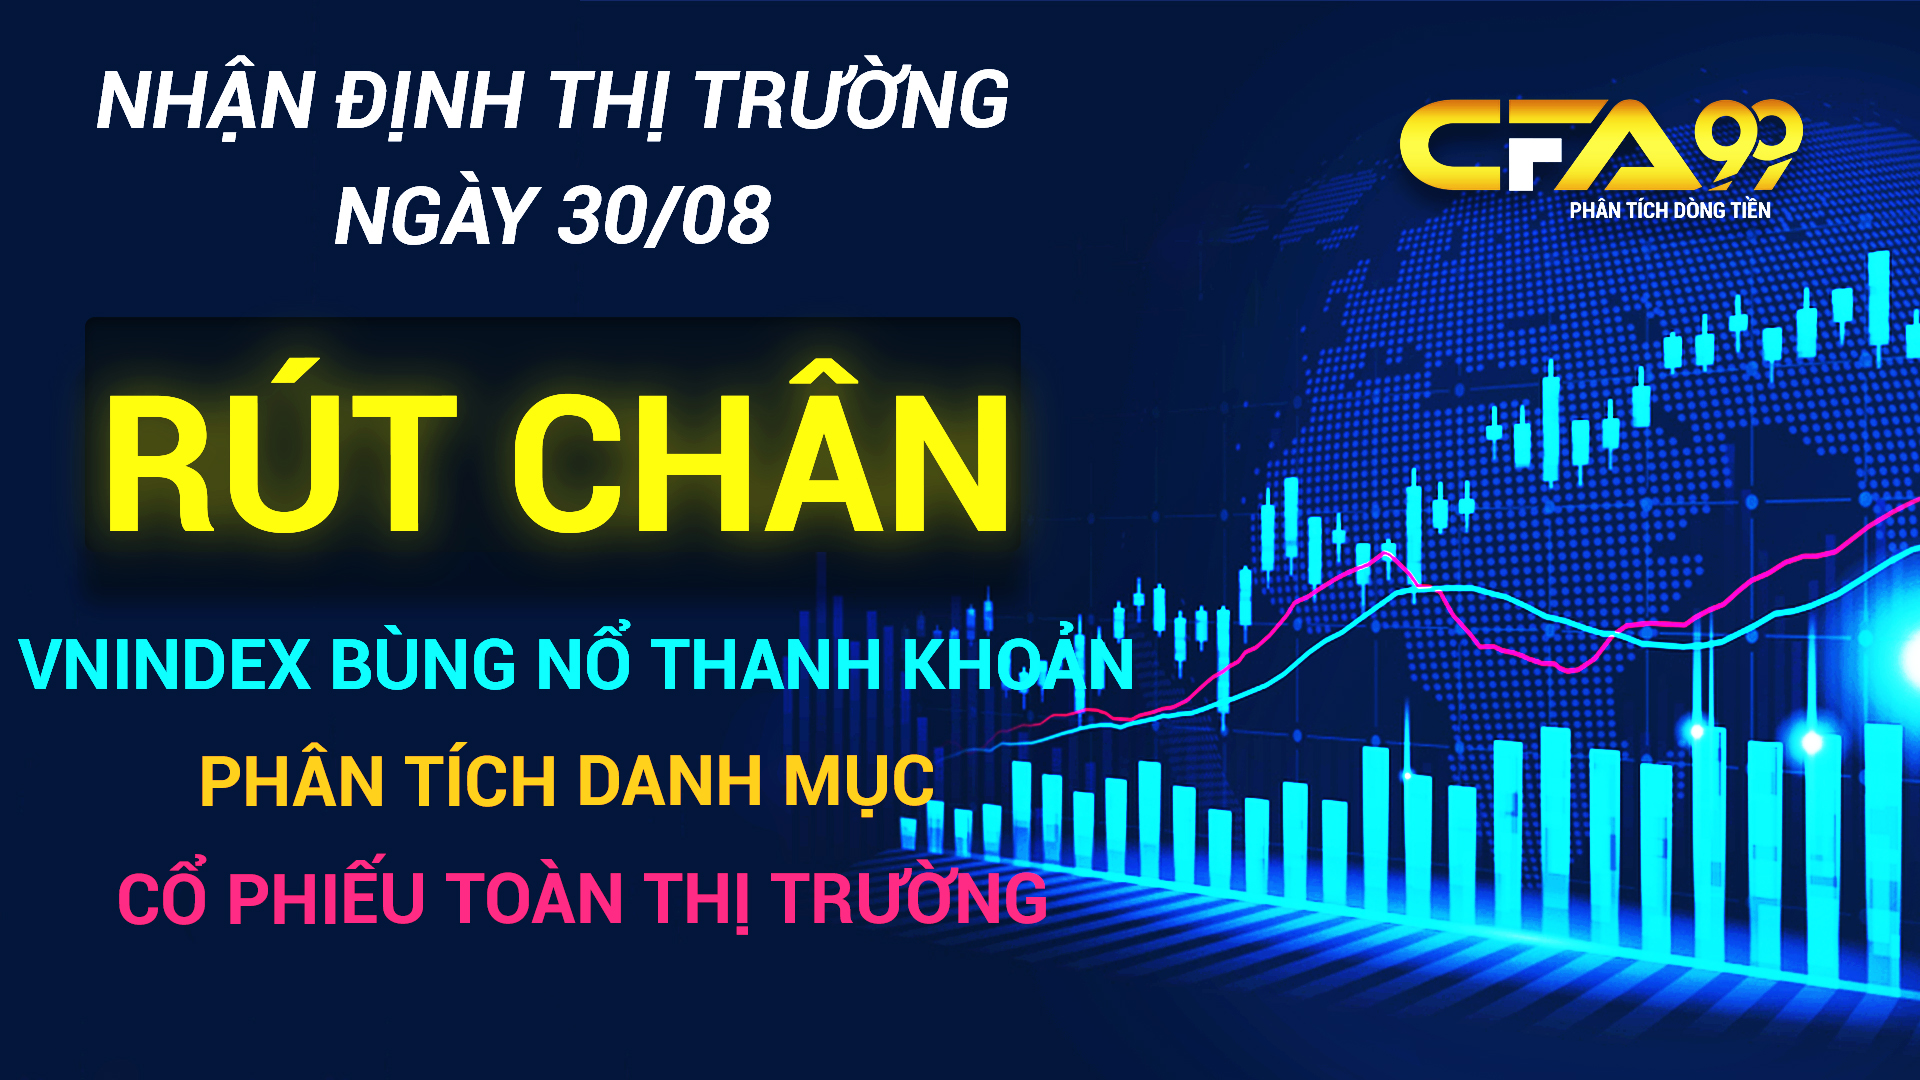 NHẬN ĐỊNH THỊ TRƯỜNG
NGÀY 30/08
CFA99
PHÂN TÍCH DÒNG TIỀN
RÚT CHÂN
VNINDEX BÙNG NỔ THANH KHOẢN
PHÂN TÍCH DANH MỤC
CỔ PHIẾU TOÀN THỊ TRƯỜNG